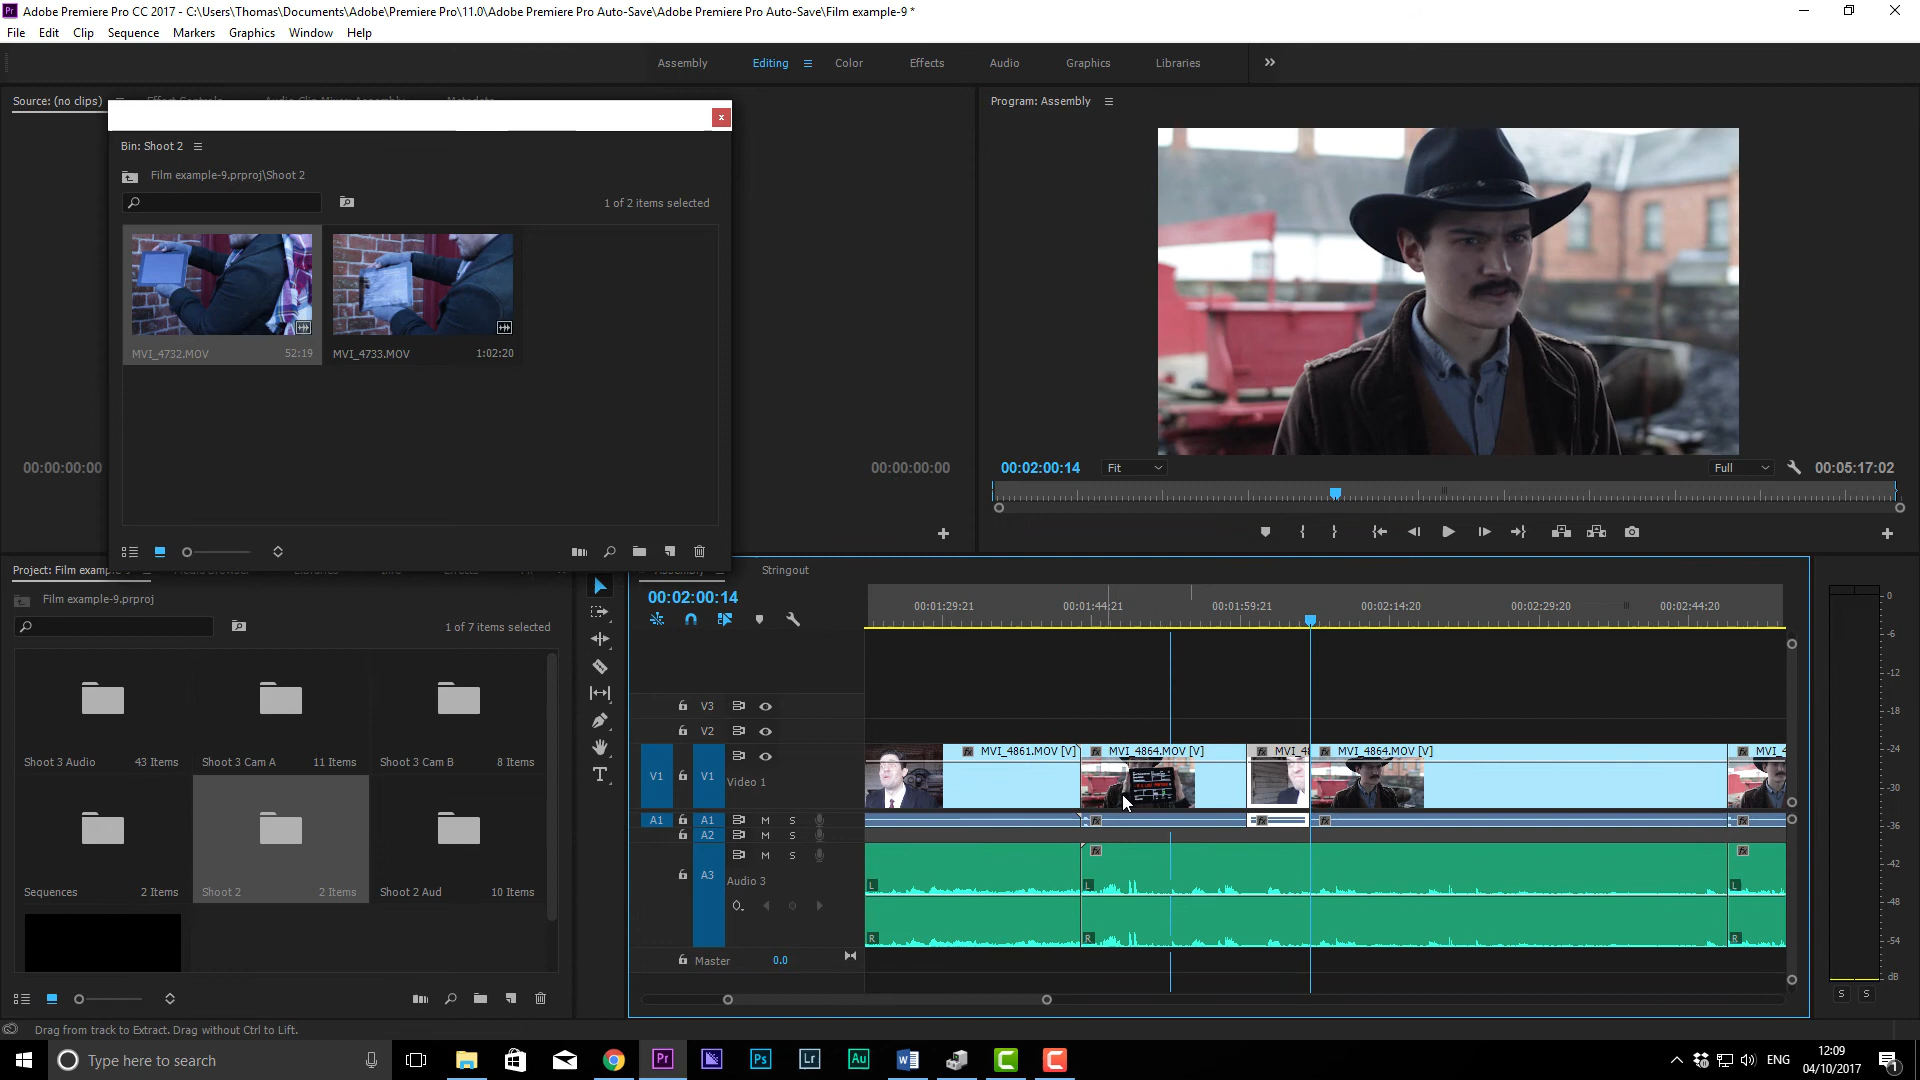 Adobe Premiere Pro CC 2017 - C:\Users\Thomas\Documents\Adobe\Premiere Pro\11.0\Adobe Premiere Pro Auto-Save\Adobe Premiere Pro Auto-Save\Film example-9 *
File Edit Clip Sequence Markers Graphics Window Help
Assembly Editing Color Effects Audio Graphics Libraries
Source: (no clips)
Program: Assembly
Bin: Shoot 2
Film example-9.prproj\Shoot 2
1 of 2 items selected
MVI_4732.MOV 52:19 MVI_4733.MOV 1:02:20
00:00:00:00 00:00:00:00
00:02:00:14 Fit Full 00:05:17:02
Project: Film examp
Film example-9.prproj
1 of 7 items selected
Shoot 3 Audio 43 Items Shoot 3 Cam A 11 Items Shoot 3 Cam B 8 Items
Sequences 2 Items Shoot 2 2 Items Shoot 2 Aud 10 Items
Stringout
00:02:00:14
00:01:29:21 00:01:44:21 00:01:59:21 00:02:14:20 00:02:29:20 00:02:44:20
V3
V2
MVI_4861.MOV [V] MVI_4864.MOV [V] MVI_48 MVI_4864.MOV [V] MVI_4
V1 V1 Video 1
A1 A1 M S
A2 M S
M S
A3 Audio 3
L L L
R R R
Master 0.0
0
-6
-12
-18
-24
-30
-36
-42
-48
-54
dB
S S
Drag from track to Extract. Drag without Ctrl to Lift.
Type here to search
ENG
12:09
04/10/2017